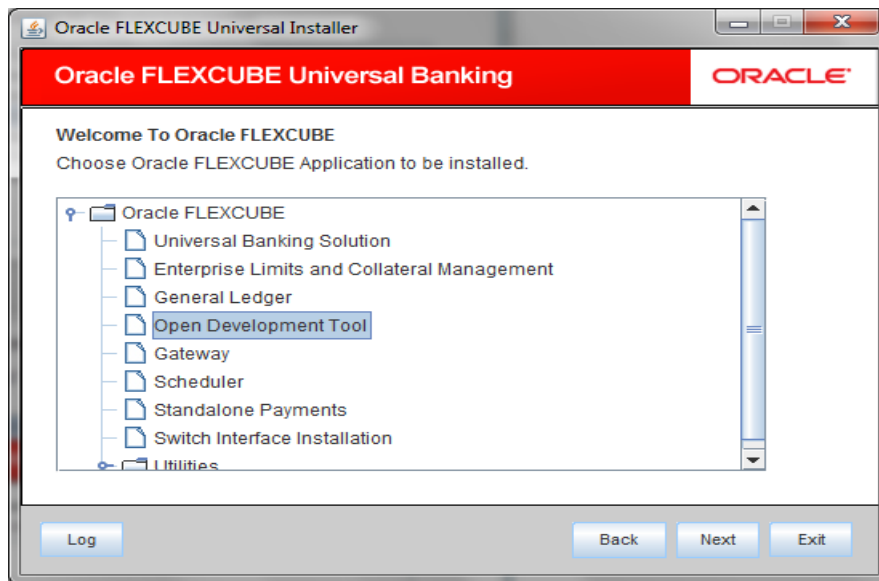 Oracle FLEXCUBE Universal Installer
Oracle FLEXCUBE Universal Banking
ORACLE
Welcome To Oracle FLEXCUBE
Choose Oracle FLEXCUBE Application to be installed.
Oracle FLEXCUBE
Universal Banking Solution
Enterprise Limits and Collateral Management
General Ledger
Open Development Tool
Gateway
Scheduler
Standalone Payments
Switch Interface Installation
Utilities
Log Back Next Exit